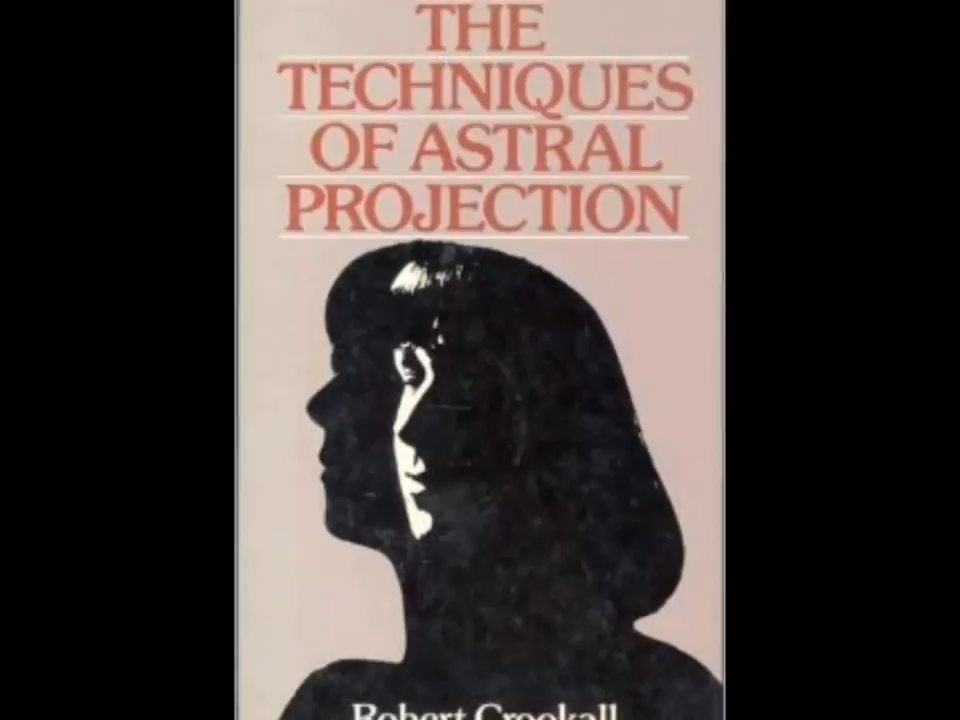 THE
TECHNIQUES
OF ASTRAL
PROJECTION
Robert Crookall